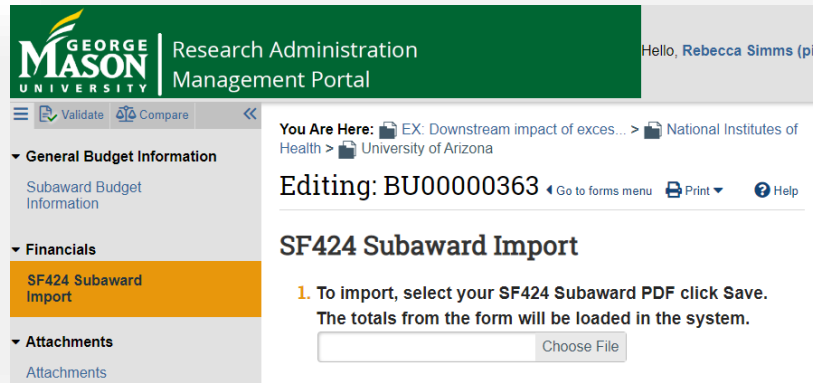 GEORGE
MASON
UNIVERSITY
Research Administration
Management Portal
Hello, Rebecca Simms (pi
Validate Compare
General Budget Information
Subaward Budget
Information
Financials
SF424 Subaward
Import
Attachments
Attachments
You Are Here: EX: Downstream impact of exces... > National Institutes of
Health > University of Arizona
Editing: BU00000363 Go to forms menu Print Help
SF424 Subaward Import
1. To import, select your SF424 Subaward PDF click Save.
The totals from the form will be loaded in the system.
Choose File